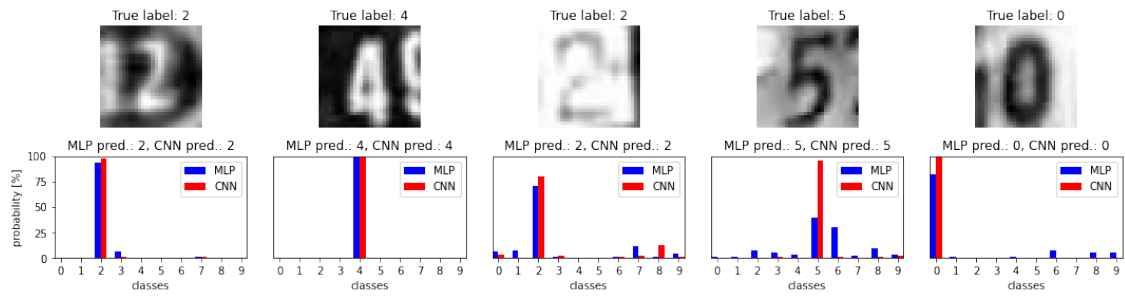 True label: 2 True label: 4 True label: 2 True label: 5 True label: 0
12 49 2 5 0
MLP pred.: 2, CNN pred.: 2 MLP pred.: 4, CNN pred.: 4 MLP pred.: 2, CNN pred.: 2 MLP pred.: 5, CNN pred.: 5 MLP pred.: 0, CNN pred.: 0
probability [%]
100
75
50
25
0
MLP MLP MLP MLP MLP
CNN CNN CNN CNN CNN
0 1 2 3 4 5 6 7 8 9 0 1 2 3 4 5 6 7 8 9 0 1 2 3 4 5 6 7 8 9 0 1 2 3 4 5 6 7 8 9 0 1 2 3 4 5 6 7 8 9
classes classes classes classes classes